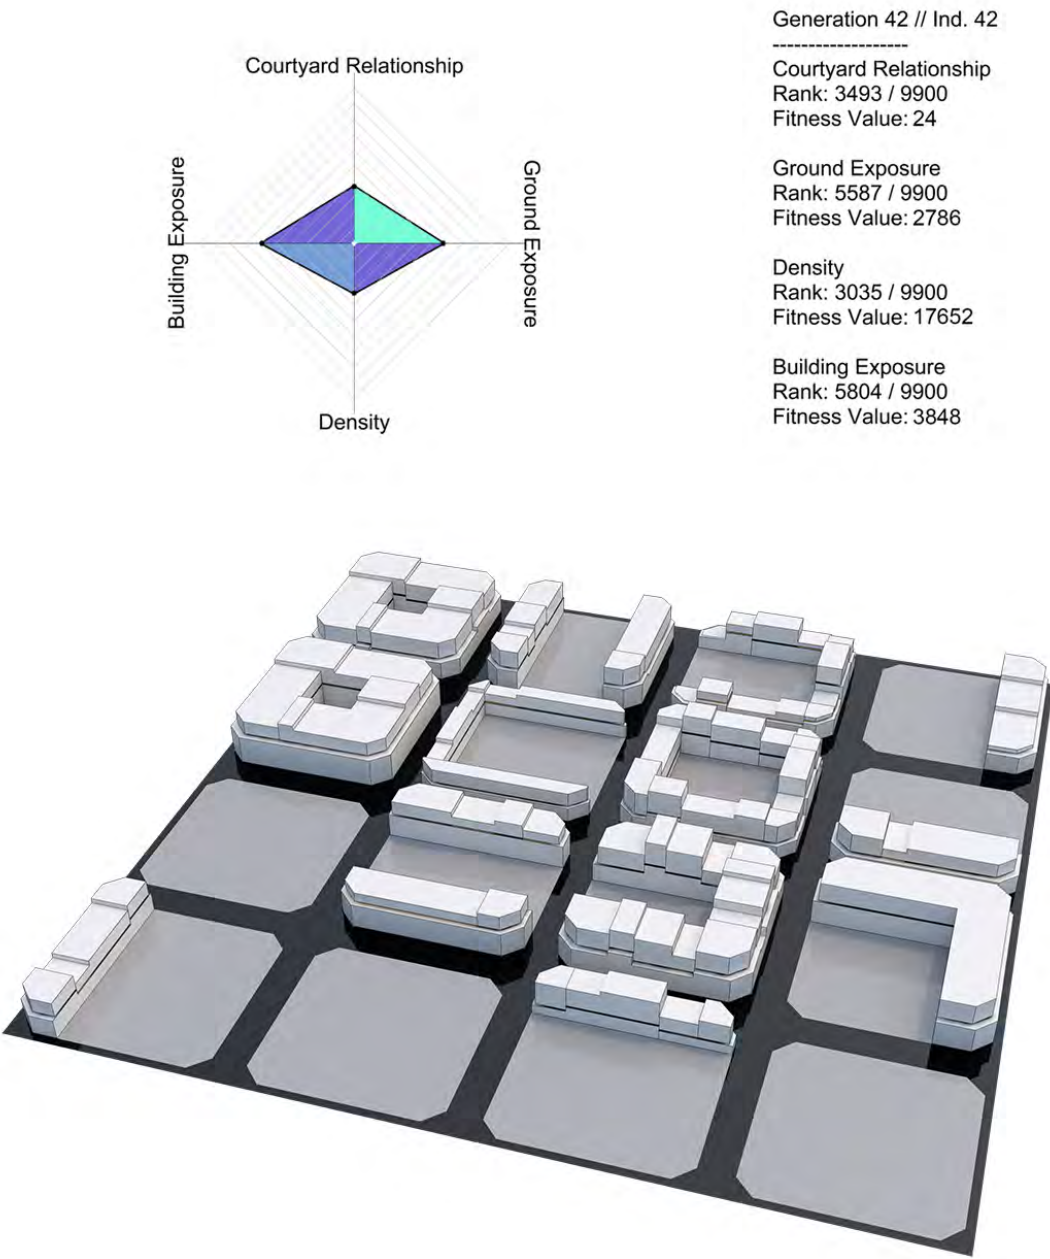 Courtyard Relationship
Building Exposure
Ground Exposure
Density
Generation 42 // Ind. 42
-------------------
Courtyard Relationship
Rank: 3493 / 9900
Fitness Value: 24
Ground Exposure
Rank: 5587 / 9900
Fitness Value: 2786
Density
Rank: 3035 / 9900
Fitness Value: 17652
Building Exposure
Rank: 5804 / 9900
Fitness Value: 3848